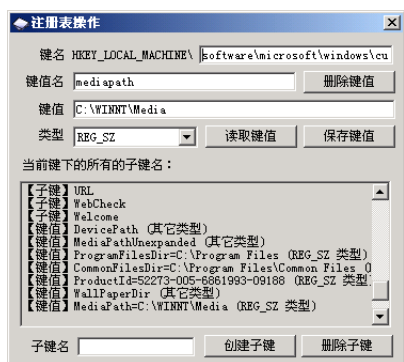 注册表操作
键名 HKEY_LOCAL_MACHINE\ software\microsoft\windows\cu
键值名 mediapath 删除键值
键值 C:\WINNT\Media
类型 REG_SZ 读取键值 保存键值
当前键下的所有的子键名：
【子键】URL
【子键】WebCheck
【子键】Welcome
【键值】DevicePath (其它类型)
【键值】MediaPathUnexpanded (其它类型)
【键值】ProgramFilesDir=C:\Program Files (REG_SZ 类型)
【键值】CommonFilesDir=C:\Program Files\Common Files (
【键值】ProductId=52273-005-6861993-09188 (REG_SZ 类型
【键值】WallPaperDir (其它类型)
【键值】MediaPath=C:\WINNT\Media (REG_SZ 类型)
子键名 创建子键 删除子键